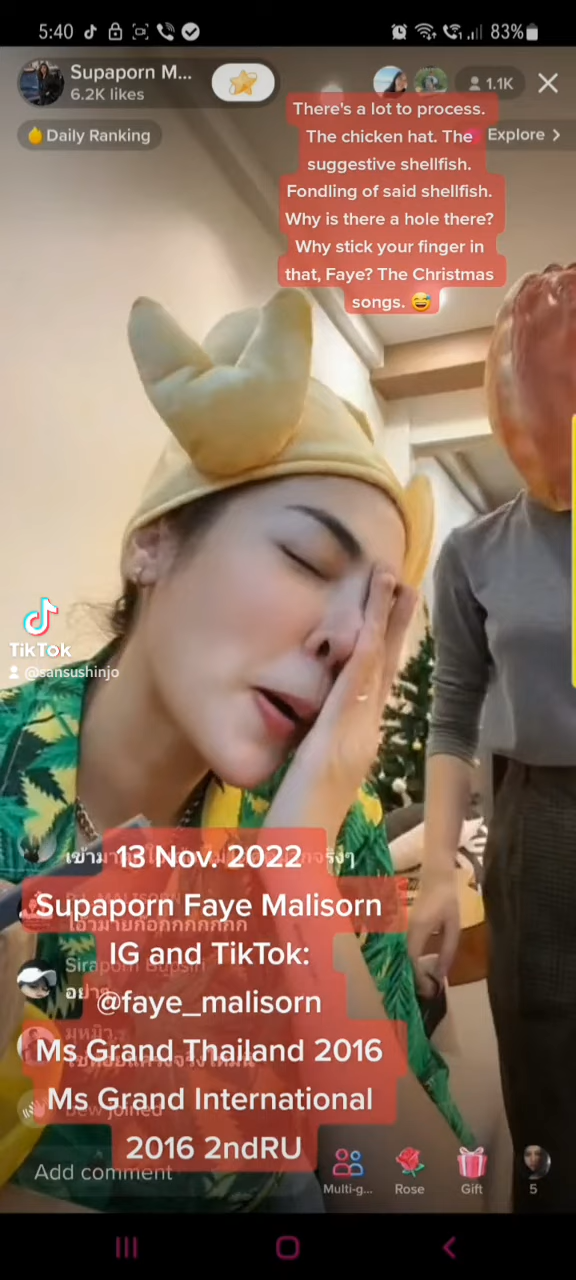 5:40
83%
Supaporn M...
6.2K likes
1.1K
Daily Ranking
Explore >
There's a lot to process.
The chicken hat. The
suggestive shellfish.
Fondling of said shellfish.
Why is there a hole there?
Why stick your finger in
that, Faye? The Christmas
songs. 😅
TikTok
@sansushinjo
13 Nov. 2022
Supaporn Faye Malisorn
IG and TikTok:
@faye_malisorn
Ms Grand Thailand 2016
Ms Grand International
2016 2ndRU
joined
Add comment
Multi-g...
Rose
Gift
5